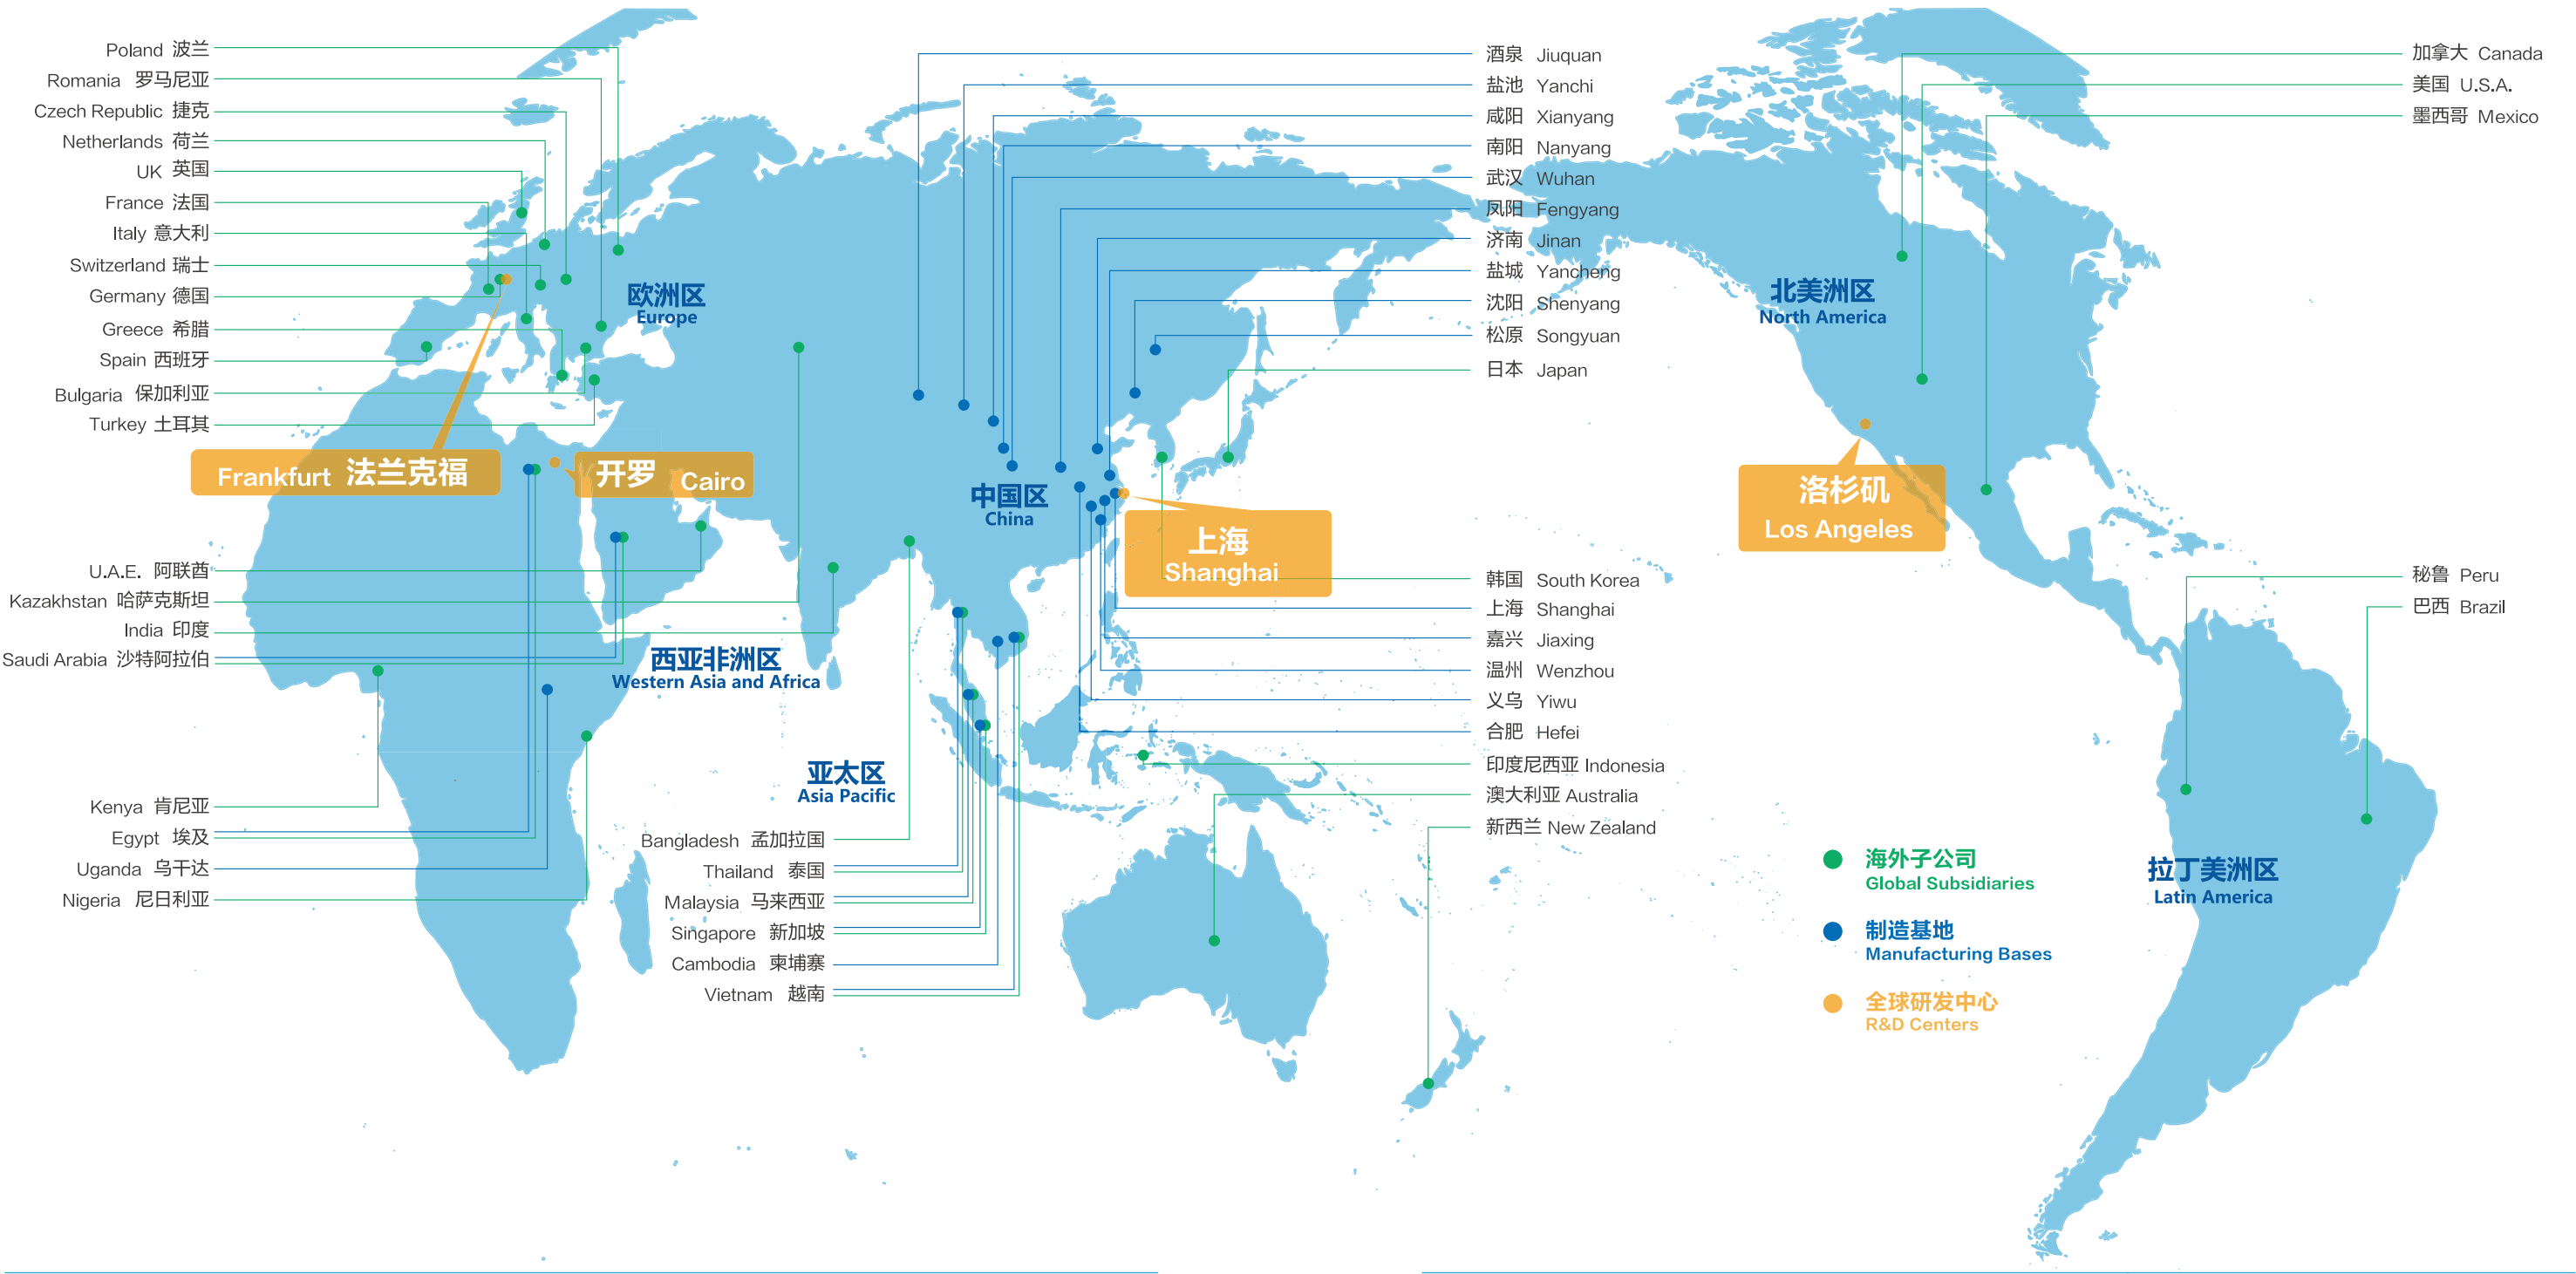 Poland 波兰
Romania 罗马尼亚
Czech Republic 捷克
Netherlands 荷兰
UK 英国
France 法国
Italy 意大利
Switzerland 瑞士
Germany 德国
Greece 希腊
Spain 西班牙
Bulgaria 保加利亚
Turkey 土耳其
Frankfurt 法兰克福
开罗 Cairo
U.A.E. 阿联酋
Kazakhstan 哈萨克斯坦
India 印度
Saudi Arabia 沙特阿拉伯
Kenya 肯尼亚
Egypt 埃及
Uganda 乌干达
Nigeria 尼日利亚
欧洲区
Europe
西亚非洲区
Western Asia and Africa
亚太区
Asia Pacific
Bangladesh 孟加拉国
Thailand 泰国
Malaysia 马来西亚
Singapore 新加坡
Cambodia 柬埔寨
Vietnam 越南
中国区
China
上海
Shanghai
酒泉 Jiuquan
盐池 Yanchi
咸阳 Xianyang
南阳 Nanyang
武汉 Wuhan
凤阳 Fengyang
济南 Jinan
盐城 Yancheng
沈阳 Shenyang
松原 Songyuan
日本 Japan
韩国 South Korea
上海 Shanghai
嘉兴 Jiaxing
温州 Wenzhou
义乌 Yiwu
合肥 Hefei
印度尼西亚 Indonesia
澳大利亚 Australia
新西兰 New Zealand
北美洲区
North America
洛杉矶
Los Angeles
加拿大 Canada
美国 U.S.A.
墨西哥 Mexico
秘鲁 Peru
巴西 Brazil
拉丁美洲区
Latin America
海外子公司
Global Subsidiaries
制造基地
Manufacturing Bases
全球研发中心
R&D Centers